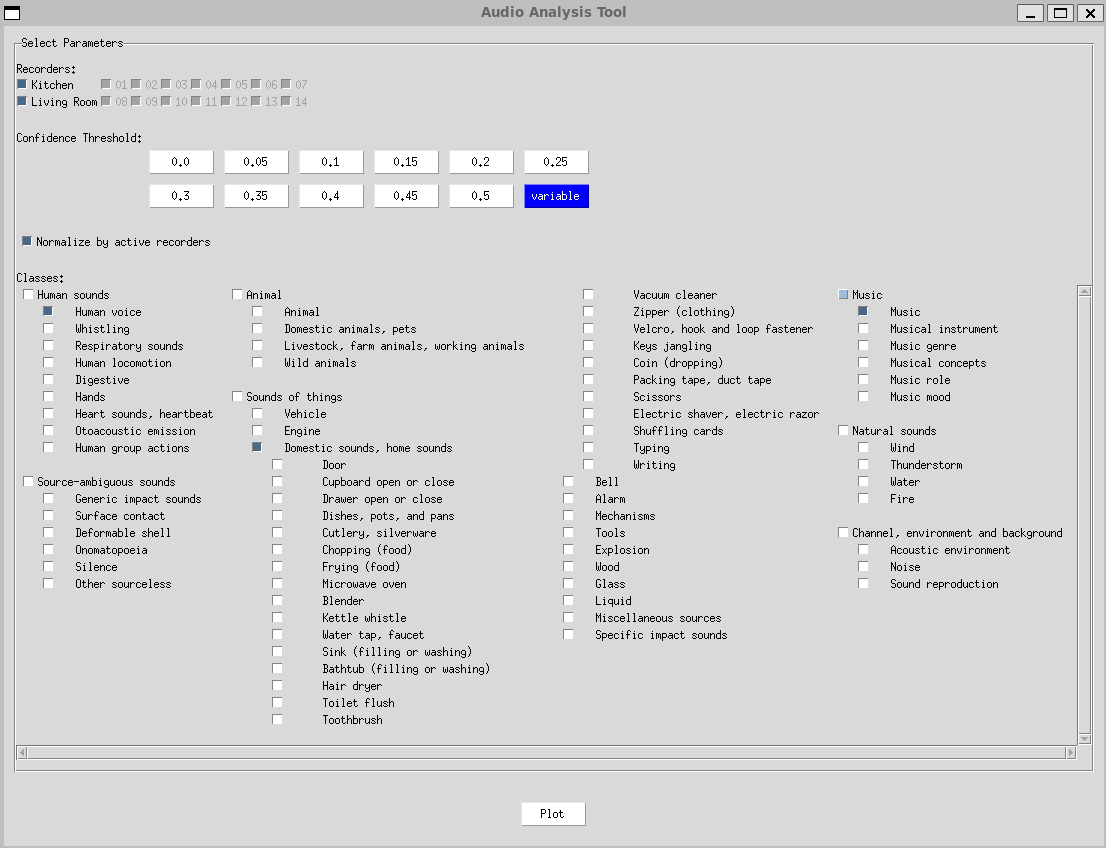 Audio Analysis Tool
Select Parameters
Recorders:
Kitchen 01 02 03 04 05 06 07
Living Room 08 09 10 11 12 13 14
Confidence Threshold:
0.0 0.05 0.1 0.15 0.2 0.25
0.3 0.35 0.4 0.45 0.5 variable
Normalize by active recorders
Classes:
Human sounds
Human voice
Whistling
Respiratory sounds
Human locomotion
Digestive
Hands
Heart sounds, heartbeat
Otoacoustic emission
Human group actions
Source-ambiguous sounds
Generic impact sounds
Surface contact
Deformable shell
Onomatopoeia
Silence
Other sourceless
Animal
Animal
Domestic animals, pets
Livestock, farm animals, working animals
Wild animals
Sounds of things
Vehicle
Engine
Domestic sounds, home sounds
Door
Cupboard open or close
Drawer open or close
Dishes, pots, and pans
Cutlery, silverware
Chopping (food)
Frying (food)
Microwave oven
Blender
Kettle whistle
Water tap, faucet
Sink (filling or washing)
Bathtub (filling or washing)
Hair dryer
Toilet flush
Toothbrush
Vacuum cleaner
Zipper (clothing)
Velcro, hook and loop fastener
Keys jangling
Coin (dropping)
Packing tape, duct tape
Scissors
Electric shaver, electric razor
Shuffling cards
Typing
Writing
Bell
Alarm
Mechanisms
Tools
Explosion
Wood
Glass
Liquid
Miscellaneous sources
Specific impact sounds
Music
Music
Musical instrument
Music genre
Musical concepts
Music role
Music mood
Natural sounds
Wind
Thunderstorm
Water
Fire
Channel, environment and background
Acoustic environment
Noise
Sound reproduction
Plot